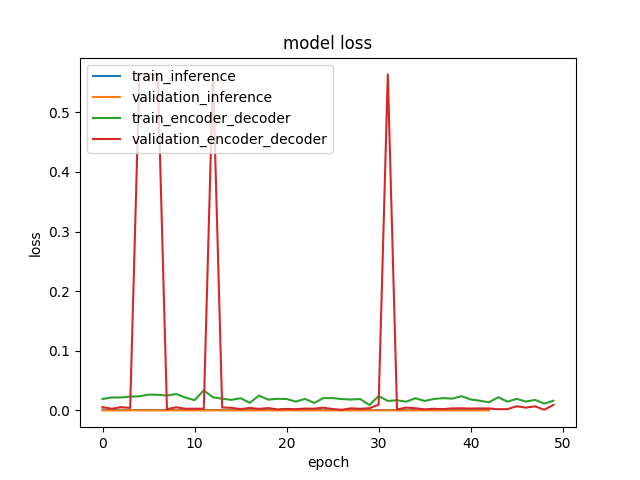 model loss
train_inference
validation_inference
train_encoder_decoder
validation_encoder_decoder
loss
0.5
0.4
0.3
0.2
0.1
0.0
0 10 20 30 40 50
epoch